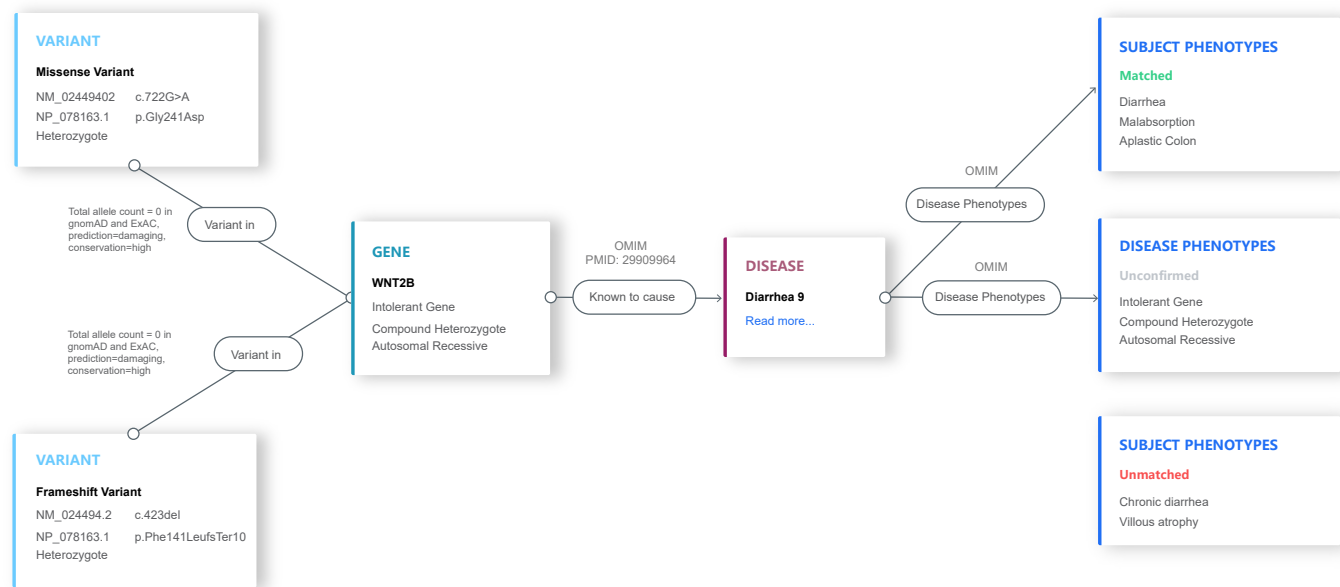 VARIANT
Missense Variant
NM_02449402 c.722G>A
NP_078163.1 p.Gly241Asp
Heterozygote
Total allele count = 0 in
gnomAD and ExAC,
prediction=damaging,
conservation=high
Variant in
Total allele count = 0 in
gnomAD and ExAC,
prediction=damaging,
conservation=high
Variant in
VARIANT
Frameshift Variant
NM_024494.2 c.423del
NP_078163.1 p.Phe141LeufsTer10
Heterozygote
GENE
WNT2B
Intolerant Gene
Compound Heterozygote
Autosomal Recessive
OMIM
PMID: 29909964
Known to cause
DISEASE
Diarrhea 9
Read more...
OMIM
Disease Phenotypes
OMIM
Disease Phenotypes
SUBJECT PHENOTYPES
Matched
Diarrhea
Malabsorption
Aplastic Colon
DISEASE PHENOTYPES
Unconfirmed
Intolerant Gene
Compound Heterozygote
Autosomal Recessive
SUBJECT PHENOTYPES
Unmatched
Chronic diarrhea
Villous atrophy